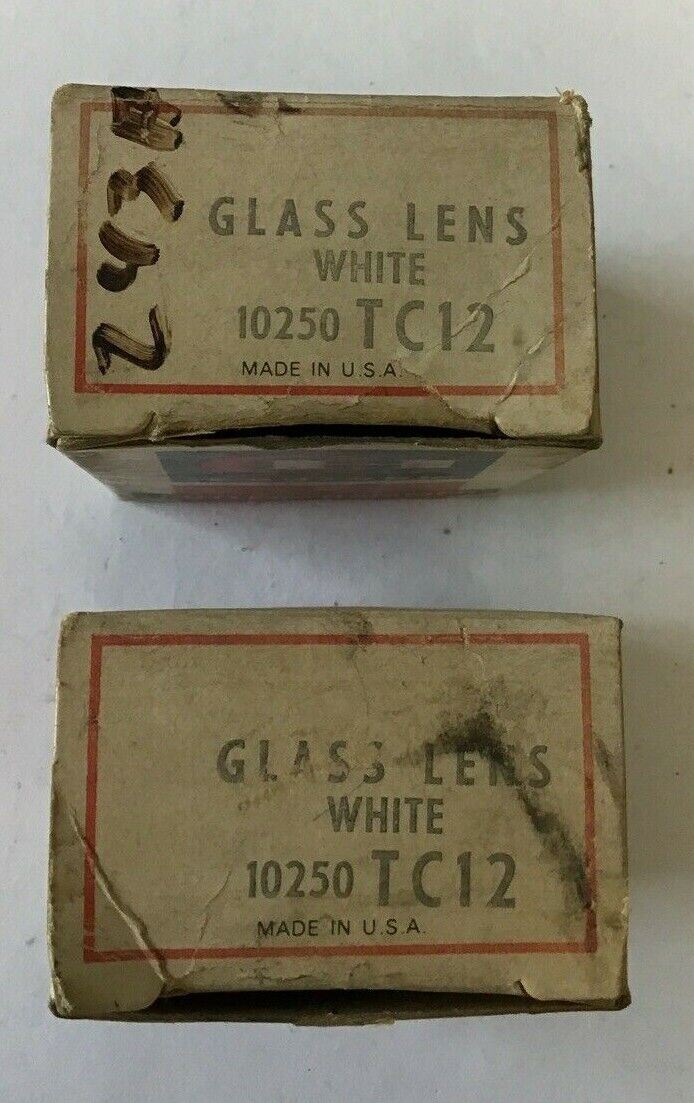 GLASS LENS
WHITE
10250 TC12
MADE IN U.S.A.
GLASS LENS
WHITE
10250 TC12
MADE IN U.S.A.